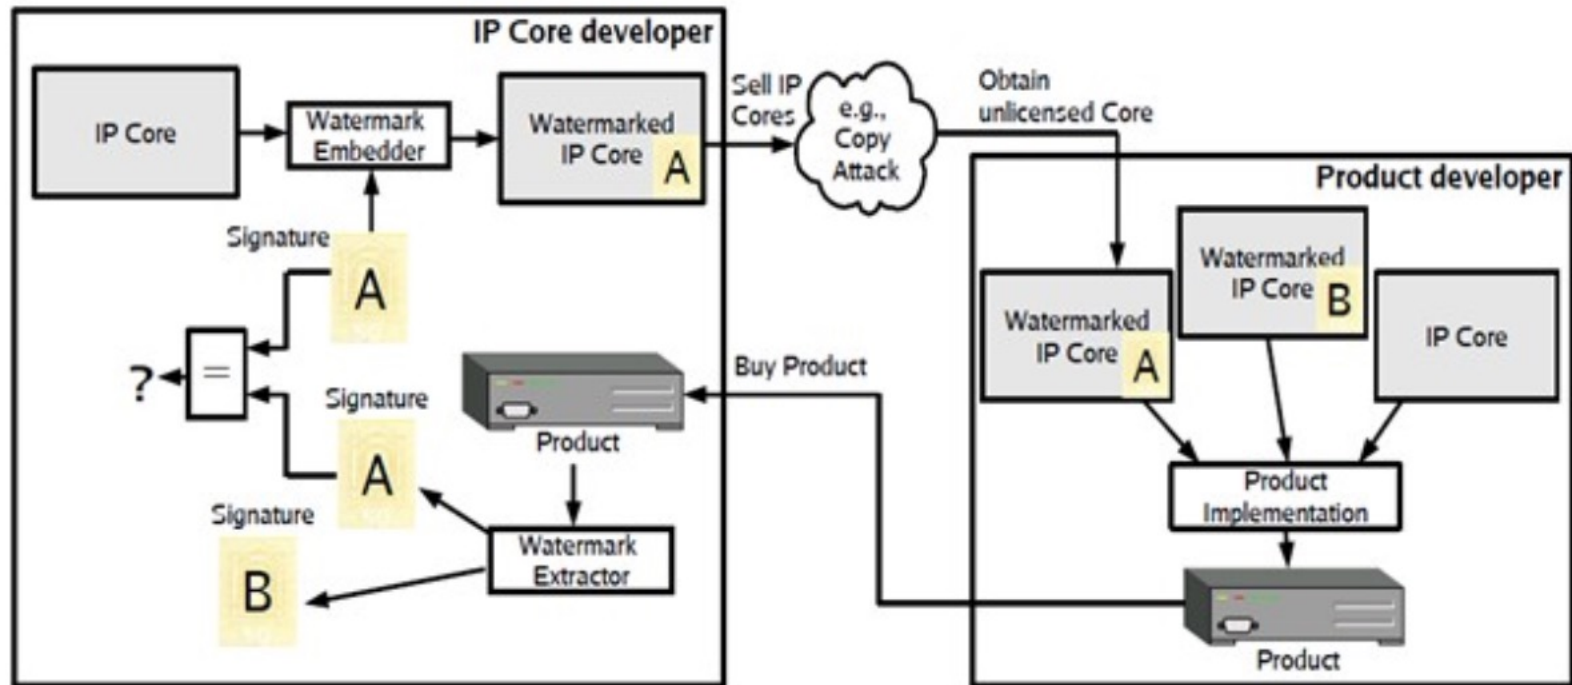 IP Core developer
IP Core
Watermark
Embedder
Watermarked
IP Core
A
Sell IP
Cores
e.g.,
Copy
Attack
Obtain
unlicensed Core
Product developer
Signature
A
=
?
Signature
A
Signature
B
Product
Watermark
Extractor
Buy Product
Watermarked
IP Core
A
Watermarked
IP Core
B
IP Core
Product
Implementation
Product